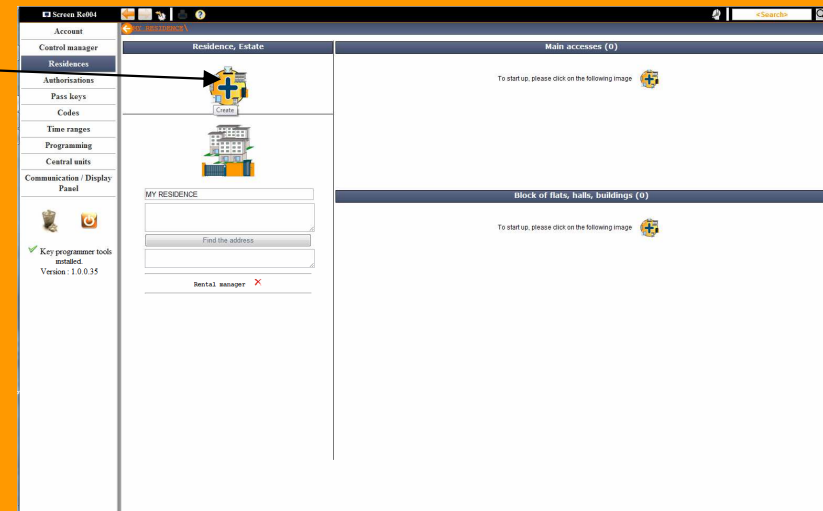 Screen Re004
<Search>
Account
MY RESIDENCE\
Control manager
Residence, Estate
Main accesses (0)
Residences
Authorisations
To start up, please click on the following image
Pass keys
Create
Codes
Time ranges
Programming
Central units
Communication / Display
Panel
MY RESIDENCE
Block of flats, halls, buildings (0)
To start up, please click on the following image
Find the address
Key programmer tools
installed.
Version : 1.0.0.35
Rental manager